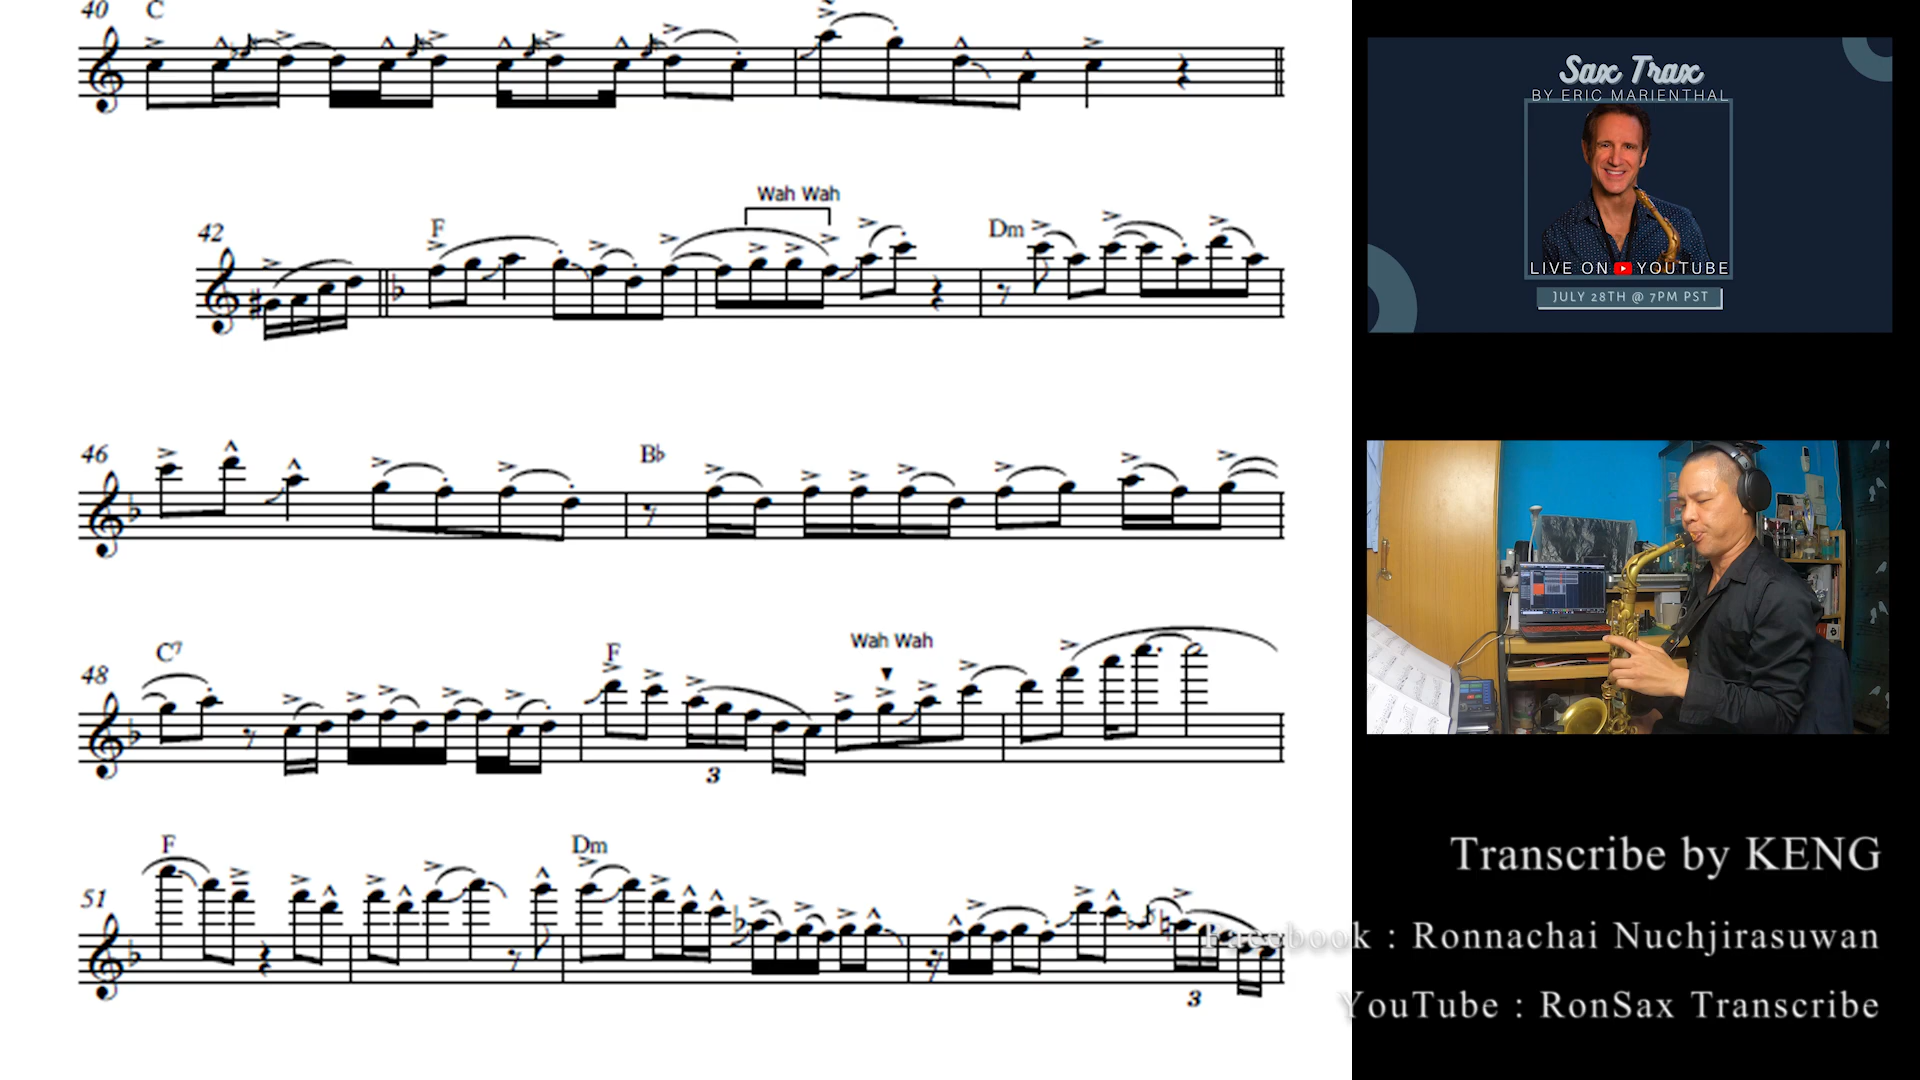 40 C
Wah Wah
42 F Dm
46 B♭
48 C7 F Wah Wah
3
51 F Dm
3
Sax Trax
BY ERIC MARIENTHAL
LIVE ON YOUTUBE
JULY 28TH @ 7PM PST
Transcribe by KENG
Facebook : Ronnachai Nuchjirasuwan
YouTube : RonSax Transcribe